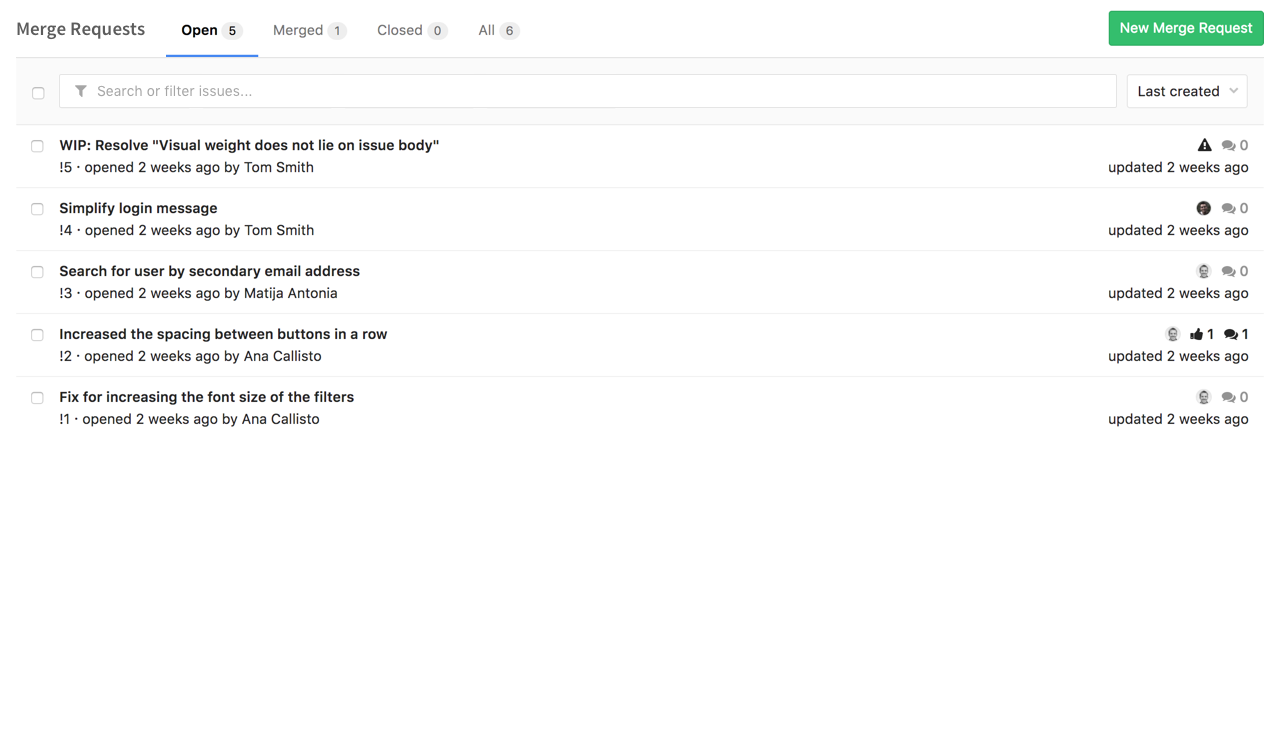 Merge Requests Open 5 Merged 1 Closed 0 All 6 New Merge Request
Search or filter issues... Last created
WIP: Resolve "Visual weight does not lie on issue body" 0
!5 · opened 2 weeks ago by Tom Smith updated 2 weeks ago
Simplify login message 0
!4 · opened 2 weeks ago by Tom Smith updated 2 weeks ago
Search for user by secondary email address 0
!3 · opened 2 weeks ago by Matija Antonia updated 2 weeks ago
Increased the spacing between buttons in a row 1 1
!2 · opened 2 weeks ago by Ana Callisto updated 2 weeks ago
Fix for increasing the font size of the filters 0
!1 · opened 2 weeks ago by Ana Callisto updated 2 weeks ago